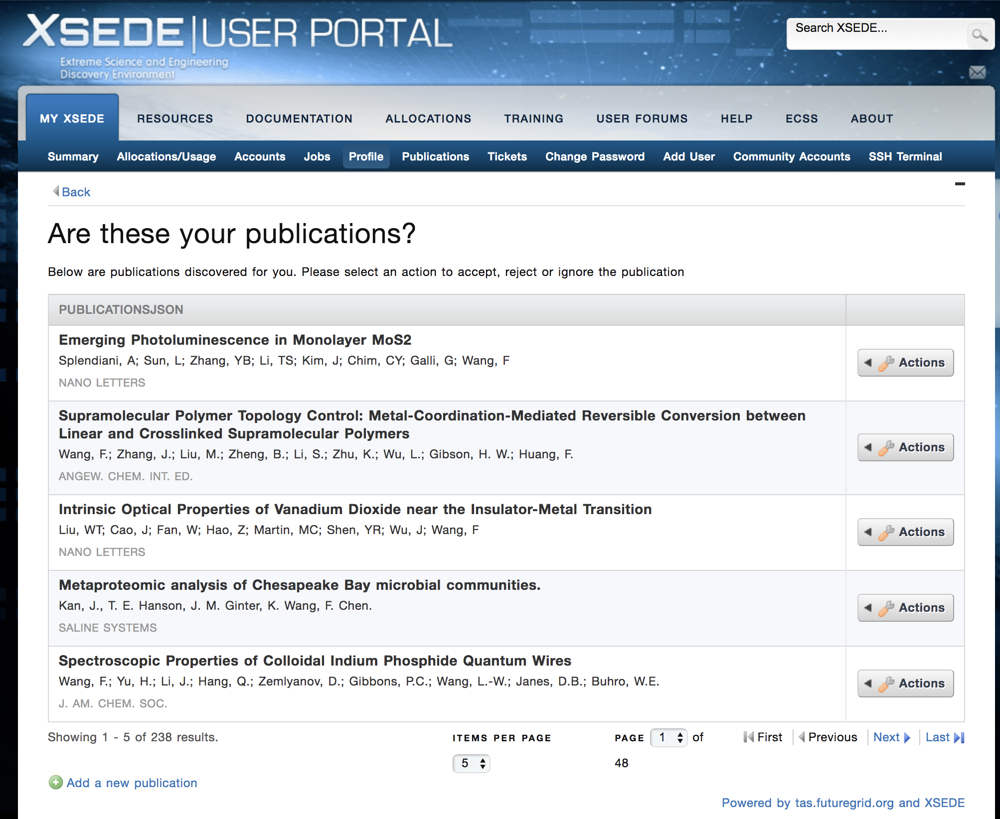 XSEDE | USER PORTAL
Extreme Science and Engineering
Discovery Environment
Search XSEDE...
MY XSEDE RESOURCES DOCUMENTATION ALLOCATIONS TRAINING USER FORUMS HELP ECSS ABOUT
Summary Allocations/Usage Accounts Jobs Profile Publications Tickets Change Password Add User Community Accounts SSH Terminal
Back
Are these your publications?
Below are publications discovered for you. Please select an action to accept, reject or ignore the publication
PUBLICATIONSJSON
Emerging Photoluminescence in Monolayer MoS2
Splendiani, A; Sun, L; Zhang, YB; Li, TS; Kim, J; Chim, CY; Galli, G; Wang, F
NANO LETTERS
Actions
Supramolecular Polymer Topology Control: Metal-Coordination-Mediated Reversible Conversion between
Linear and Crosslinked Supramolecular Polymers
Wang, F.; Zhang, J.; Liu, M.; Zheng, B.; Li, S.; Zhu, K.; Wu, L.; Gibson, H. W.; Huang, F.
ANGEW. CHEM. INT. ED.
Actions
Intrinsic Optical Properties of Vanadium Dioxide near the Insulator-Metal Transition
Liu, WT; Cao, J; Fan, W; Hao, Z; Martin, MC; Shen, YR; Wu, J; Wang, F
NANO LETTERS
Actions
Metaproteomic analysis of Chesapeake Bay microbial communities.
Kan, J., T. E. Hanson, J. M. Ginter, K. Wang, F. Chen.
SALINE SYSTEMS
Actions
Spectroscopic Properties of Colloidal Indium Phosphide Quantum Wires
Wang, F.; Yu, H.; Li, J.; Hang, Q.; Zemlyanov, D.; Gibbons, P.C.; Wang, L.-W.; Janes, D.B.; Buhro, W.E.
J. AM. CHEM. SOC.
Actions
Showing 1 - 5 of 238 results.
ITEMS PER PAGE
5
PAGE 1 of
48
First Previous Next Last
Add a new publication
Powered by tas.futuregrid.org and XSEDE